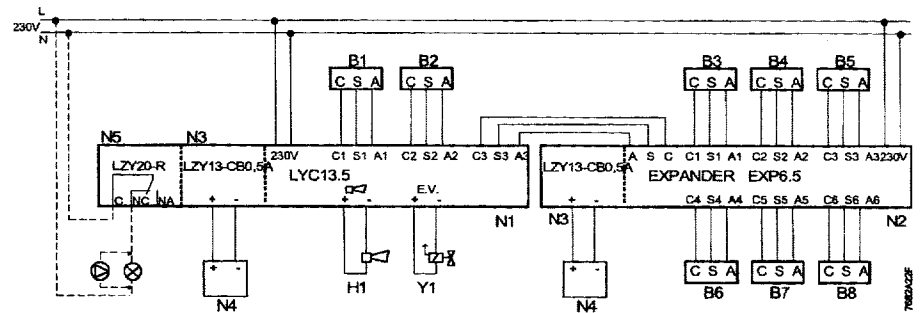 L
230V
N
B1 B2 B3 B4 B5
C S A C S A C S A C S A C S A
N5 N3
LZY20-R LZY13-CB0,5A 230V C1 S1 A1 C2 S2 A2 C3 S3 A3 LZY13-CB0,5A A S C C1 S1 A1 C2 S2 A2 C3 S3 A3 230V
LYC13.5 EXPANDER EXP6.5
E.V.
C NC NA + - + - + - + - C4 S4 A4 C5 S5 A5 C6 S6 A6
N1 N3 N2
+ - + - C S A C S A C S A
N4 H1 Y1 N4 B6 B7 B8
7682A22F